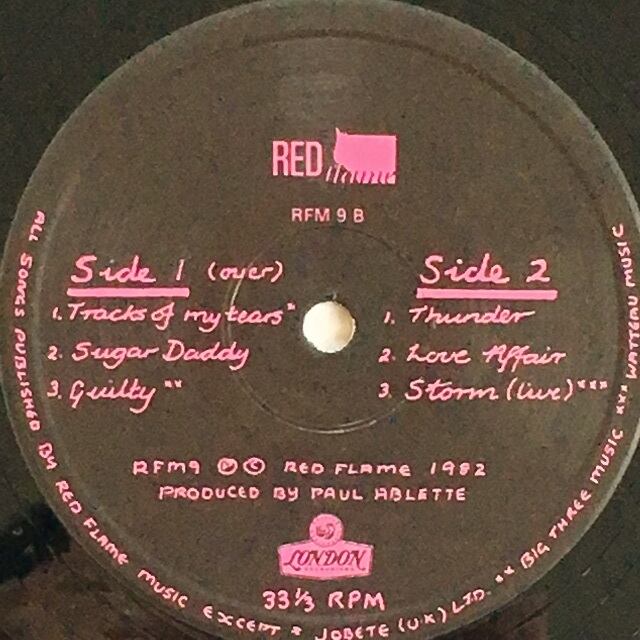 RED flame
RFM 9 B
Side 1 (over)
1. Tracks of my tears*
2. Sugar Daddy
3. Guilty**
Side 2
1. Thunder
2. Love Affair
3. Storm (live)***
RFM9 Ⓟ © RED FLAME 1982
PRODUCED BY PAUL ABLETTE
LONDON
33⅓ RPM
ALL SONGS PUBLISHED BY RED FLAME MUSIC EXCEPT * JOBETE (U.K) LTD. ** BIG THREE MUSIC *** WATTEAU MUSIC